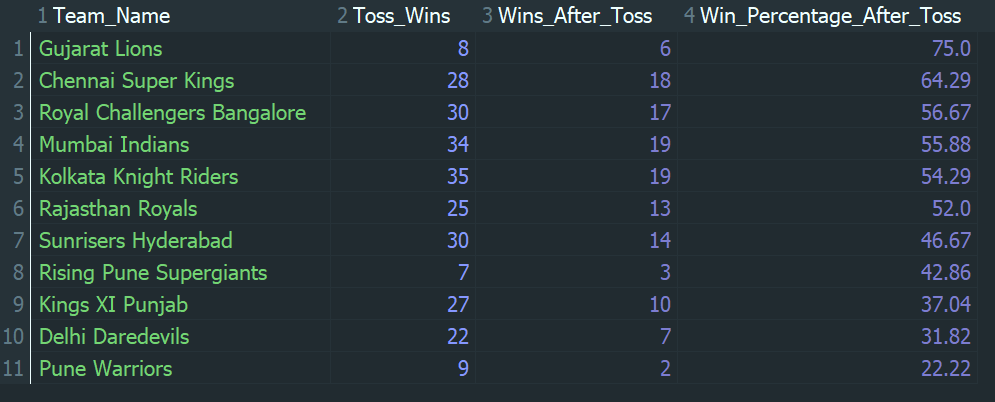 1 Team_Name 2 Toss_Wins 3 Wins_After_Toss 4 Win_Percentage_After_Toss
1 Gujarat Lions 8 6 75.0
2 Chennai Super Kings 28 18 64.29
3 Royal Challengers Bangalore 30 17 56.67
4 Mumbai Indians 34 19 55.88
5 Kolkata Knight Riders 35 19 54.29
6 Rajasthan Royals 25 13 52.0
7 Sunrisers Hyderabad 30 14 46.67
8 Rising Pune Supergiants 7 3 42.86
9 Kings XI Punjab 27 10 37.04
10 Delhi Daredevils 22 7 31.82
11 Pune Warriors 9 2 22.22